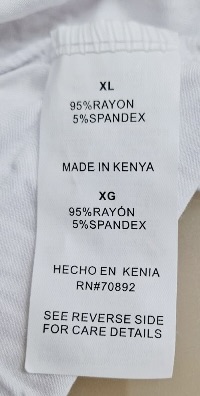 XL
95%RAYON
5%SPANDEX
MADE IN KENYA
XG
95%RAYÓN
5%SPANDEX
HECHO EN KENIA
RN#70892
SEE REVERSE SIDE
FOR CARE DETAILS